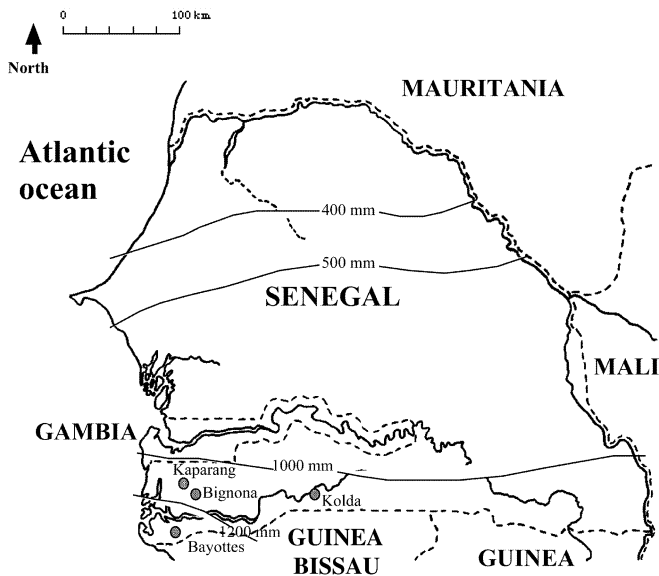 0 100 km
North
MAURITANIA
Atlantic
ocean
400 mm
500 mm
SENEGAL
MALI
GAMBIA
1000 mm
Kaparang
Bignona
Kolda
1200 mm
Bayottes
GUINEA
BISSAU
GUINEA